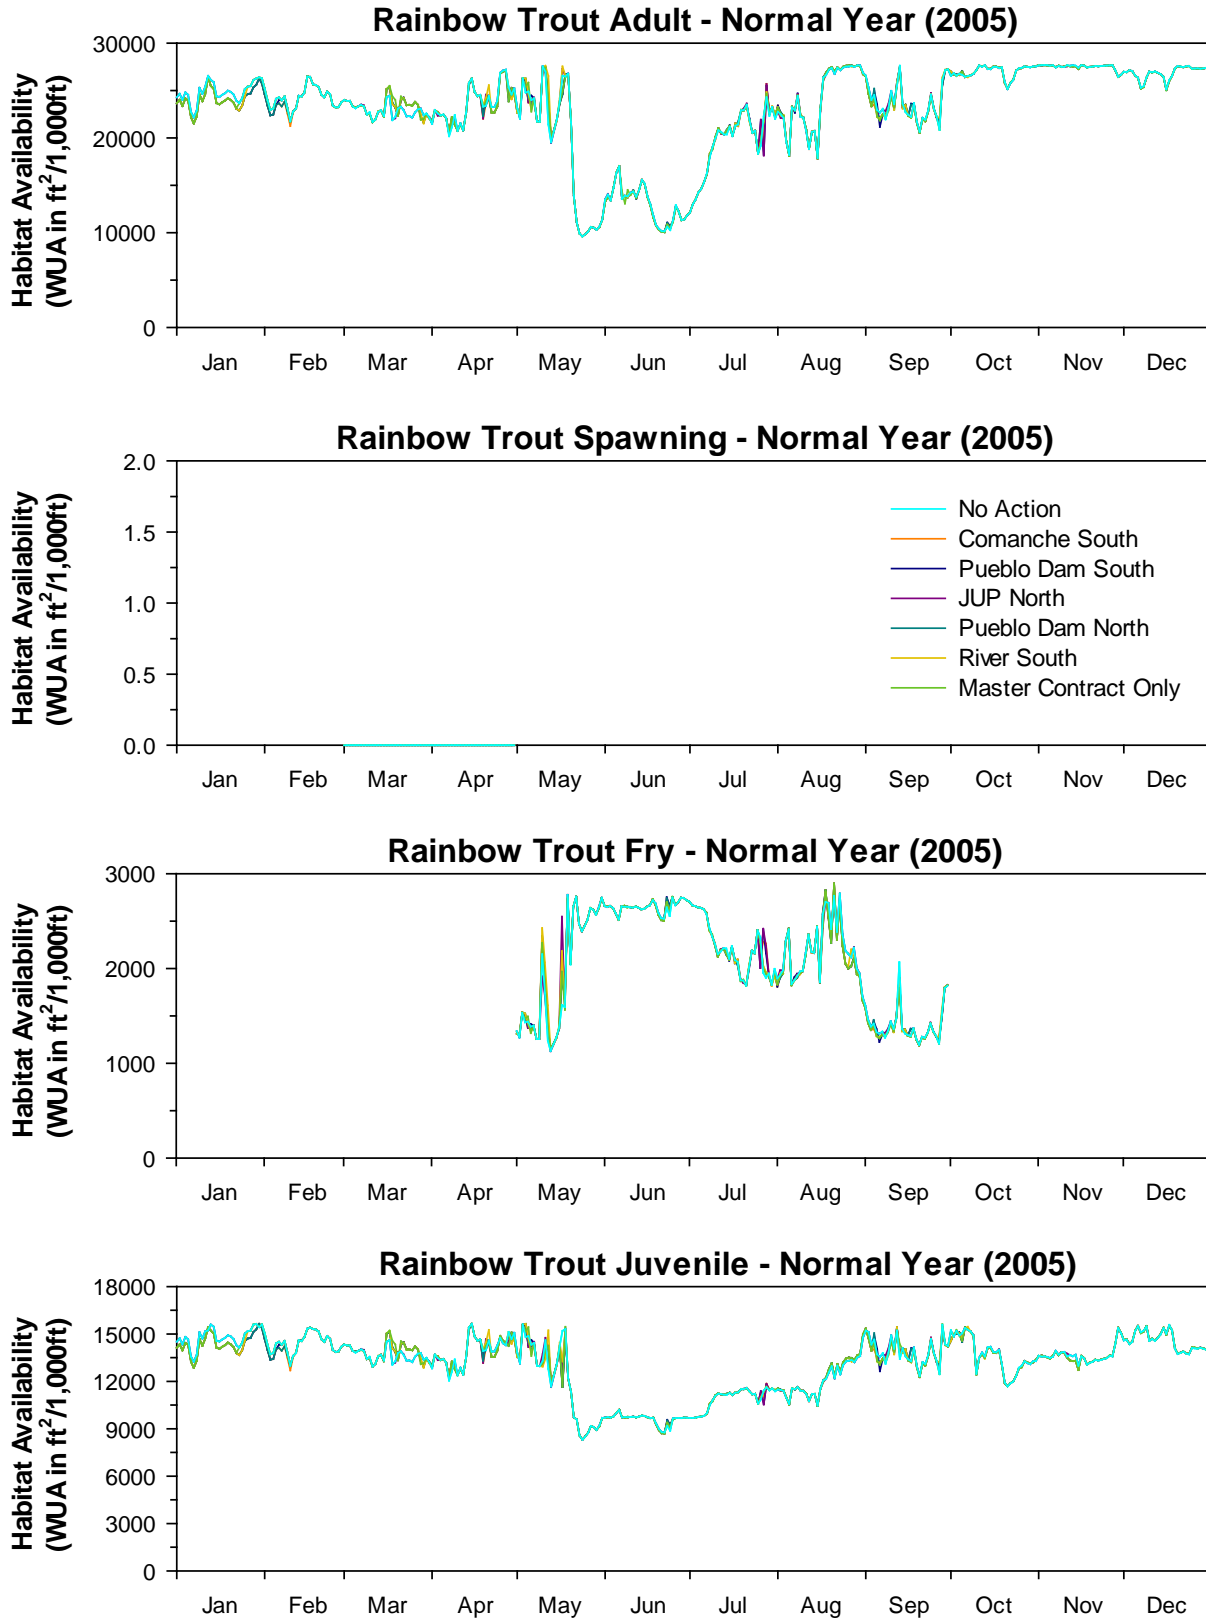 Rainbow Trout Adult - Normal Year (2005)
Habitat Availability
(WUA in ft²/1,000ft)
30000
20000
10000
0
Jan Feb Mar Apr May Jun Jul Aug Sep Oct Nov Dec
Rainbow Trout Spawning - Normal Year (2005)
Habitat Availability
(WUA in ft²/1,000ft)
2.0
1.5
1.0
0.5
0.0
No Action
Comanche South
Pueblo Dam South
JUP North
Pueblo Dam North
River South
Master Contract Only
Jan Feb Mar Apr May Jun Jul Aug Sep Oct Nov Dec
Rainbow Trout Fry - Normal Year (2005)
Habitat Availability
(WUA in ft²/1,000ft)
3000
2000
1000
0
Jan Feb Mar Apr May Jun Jul Aug Sep Oct Nov Dec
Rainbow Trout Juvenile - Normal Year (2005)
Habitat Availability
(WUA in ft²/1,000ft)
18000
15000
12000
9000
6000
3000
0
Jan Feb Mar Apr May Jun Jul Aug Sep Oct Nov Dec